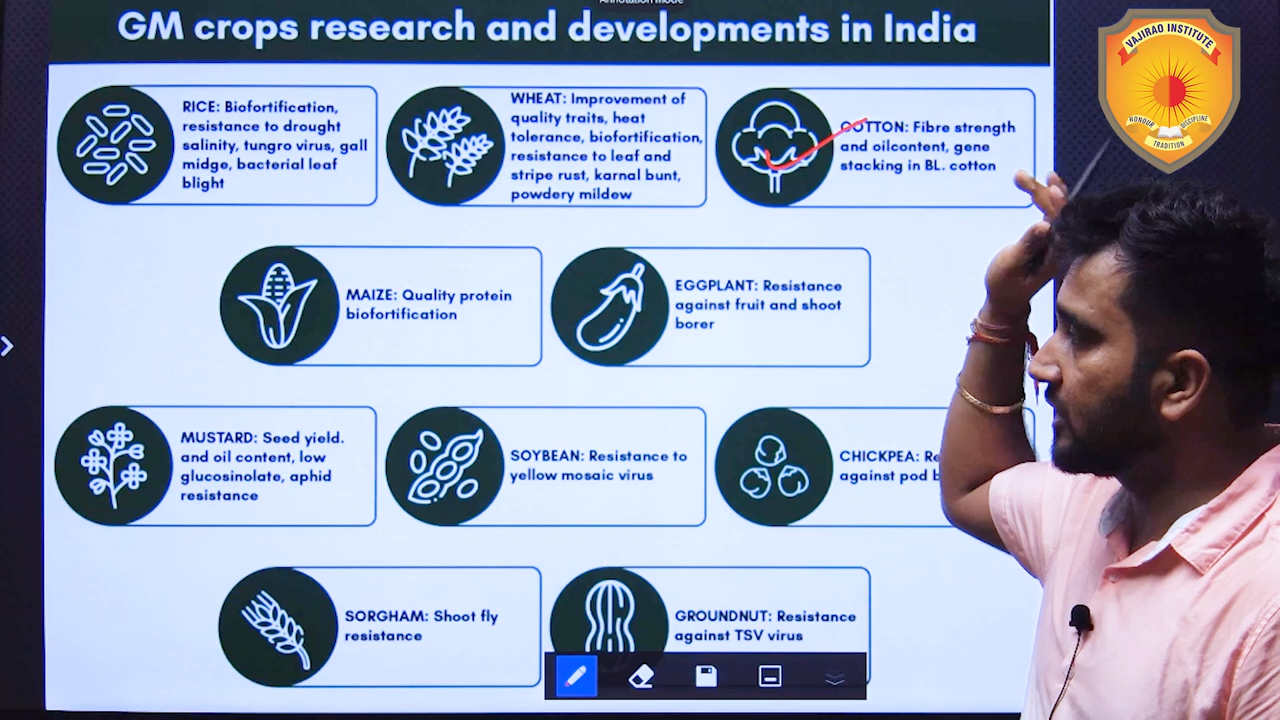 Annotation mode
GM crops research and developments in India
VAJIRAO INSTITUTE
HONOUR
DISCIPLINE
TRADITION
RICE: Biofortification,
resistance to drought
salinity, tungro virus, gall
midge, bacterial leaf
blight
WHEAT: Improvement of
quality traits, heat
tolerance, biofortification,
resistance to leaf and
stripe rust, karnal bunt,
powdery mildew
COTTON: Fibre strength
and oilcontent, gene
stacking in BL. cotton
MAIZE: Quality protein
biofortification
EGGPLANT: Resistance
against fruit and shoot
borer
MUSTARD: Seed yield.
and oil content, low
glucosinolate, aphid
resistance
SOYBEAN: Resistance to
yellow mosaic virus
CHICKPEA:
against pod
SORGHAM: Shoot fly
resistance
GROUNDNUT: Resistance
against TSV virus